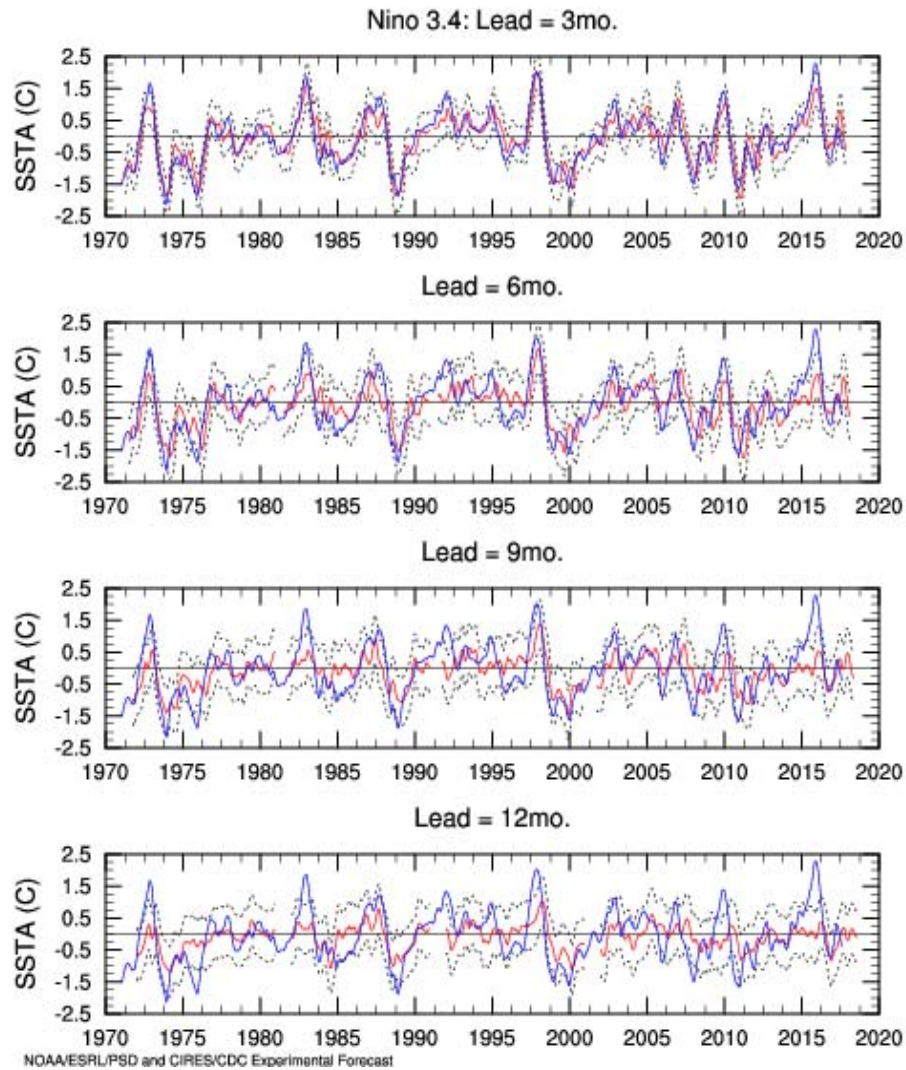 Nino 3.4: Lead = 3mo.
2.5
1.5
0.5
-0.5
-1.5
-2.5
SSTA (C)
1970 1975 1980 1985 1990 1995 2000 2005 2010 2015 2020
Lead = 6mo.
2.5
1.5
0.5
-0.5
-1.5
-2.5
SSTA (C)
1970 1975 1980 1985 1990 1995 2000 2005 2010 2015 2020
Lead = 9mo.
2.5
1.5
0.5
-0.5
-1.5
-2.5
SSTA (C)
1970 1975 1980 1985 1990 1995 2000 2005 2010 2015 2020
Lead = 12mo.
2.5
1.5
0.5
-0.5
-1.5
-2.5
SSTA (C)
1970 1975 1980 1985 1990 1995 2000 2005 2010 2015 2020
NOAA/ESRL/PSD and CIRES/CDC Experimental Forecast